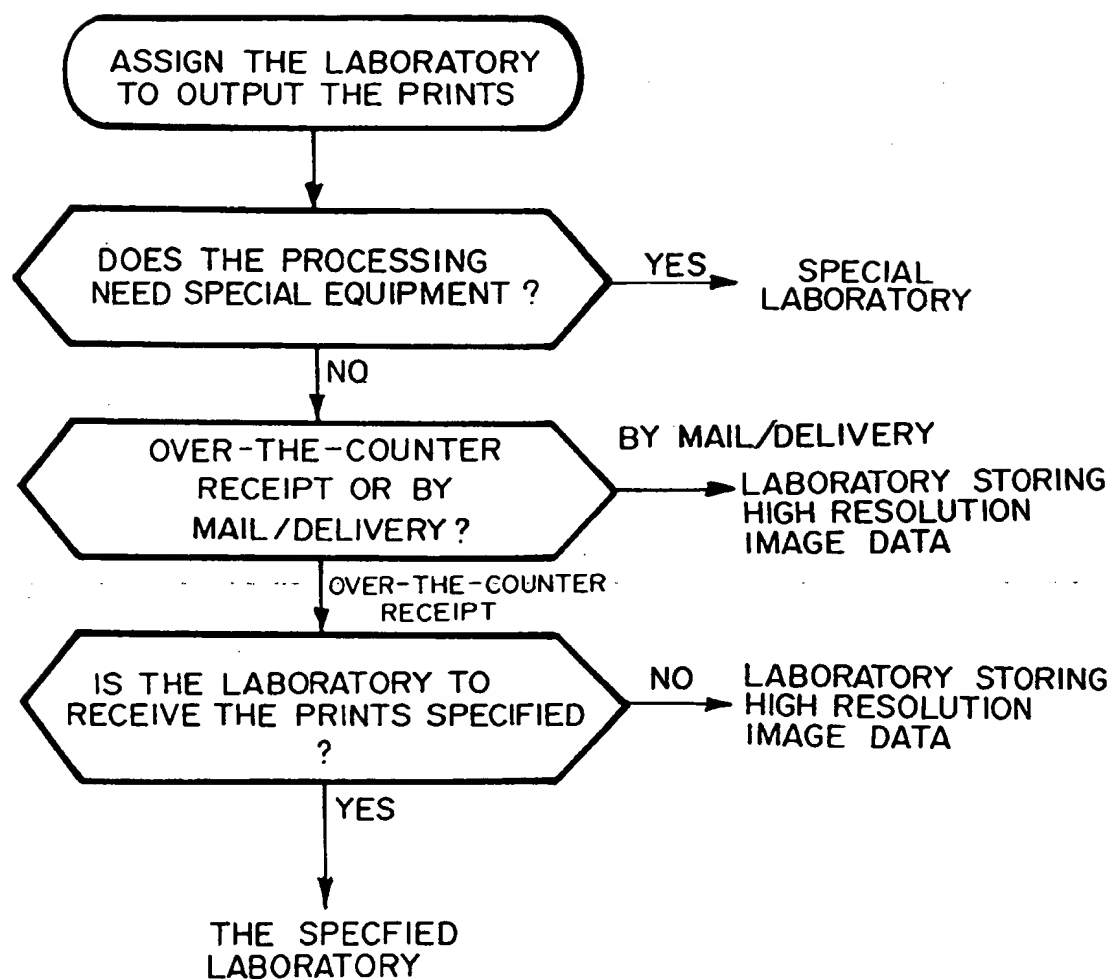 ASSIGN THE LABORATORY
TO OUTPUT THE PRINTS
DOES THE PROCESSING
NEED SPECIAL EQUIPMENT ?
YES
SPECIAL
LABORATORY
NO
OVER-THE-COUNTER
RECEIPT OR BY
MAIL/DELIVERY ?
BY MAIL/DELIVERY
LABORATORY STORING
HIGH RESOLUTION
IMAGE DATA
OVER-THE-COUNTER
RECEIPT
IS THE LABORATORY TO
RECEIVE THE PRINTS SPECIFIED
?
NO
LABORATORY STORING
HIGH RESOLUTION
IMAGE DATA
YES
THE SPECFIED
LABORATORY